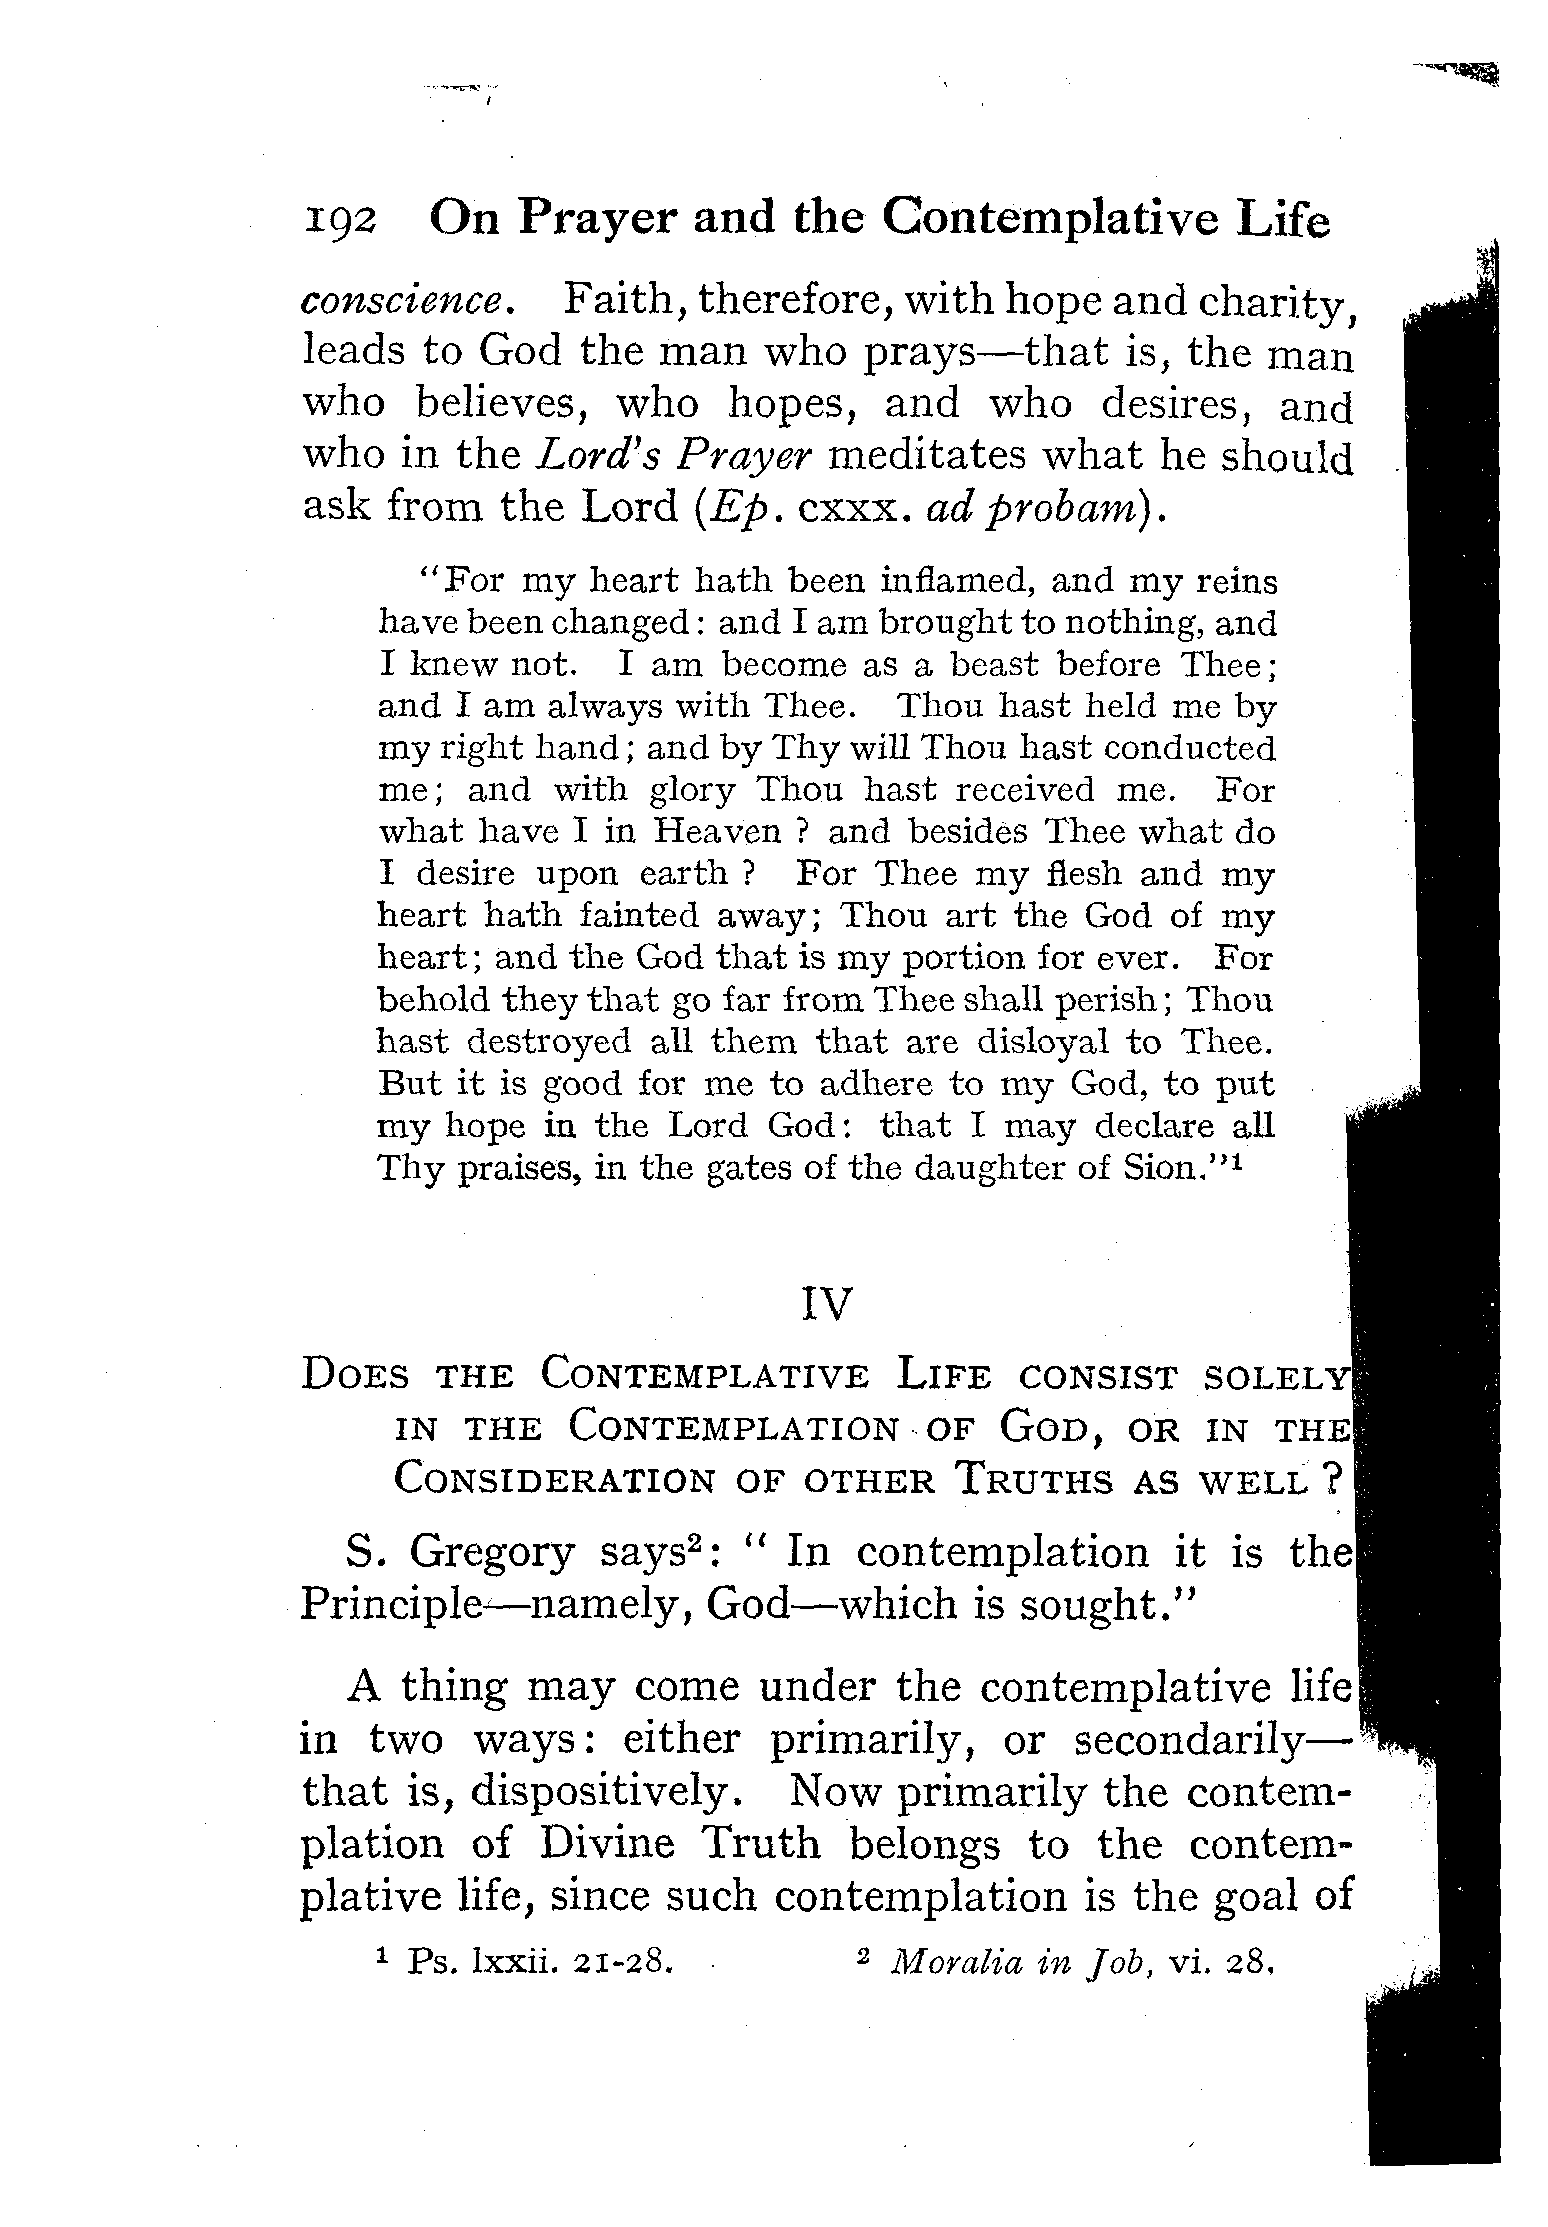 192 On Prayer and the Contemplative Life
conscience. Faith, therefore, with hope and charity,
leads to God the man who prays—that is, the man
who believes, who hopes, and who desires, and
who in the Lord's Prayer meditates what he should
ask from the Lord (Ep. cxxx. ad probam).
"For my heart hath been inflamed, and my reins
have been changed: and I am brought to nothing, and
I knew not. I am become as a beast before Thee;
and I am always with Thee. Thou hast held me by
my right hand; and by Thy will Thou hast conducted
me; and with glory Thou hast received me. For
what have I in Heaven ? and besides Thee what do
I desire upon earth ? For Thee my flesh and my
heart hath fainted away; Thou art the God of my
heart; and the God that is my portion for ever. For
behold they that go far from Thee shall perish; Thou
hast destroyed all them that are disloyal to Thee.
But it is good for me to adhere to my God, to put
my hope in the Lord God: that I may declare all
Thy praises, in the gates of the daughter of Sion."¹
IV
Does the Contemplative Life consist solely
in the Contemplation of God, or in the
Consideration of other Truths as well ?
S. Gregory says²: " In contemplation it is the
Principle—namely, God—which is sought."
A thing may come under the contemplative life
in two ways: either primarily, or secondarily—
that is, dispositively. Now primarily the contem-
plation of Divine Truth belongs to the contem-
plative life, since such contemplation is the goal of
¹ Ps. lxxii. 21-28. ² Moralia in Job, vi. 28.